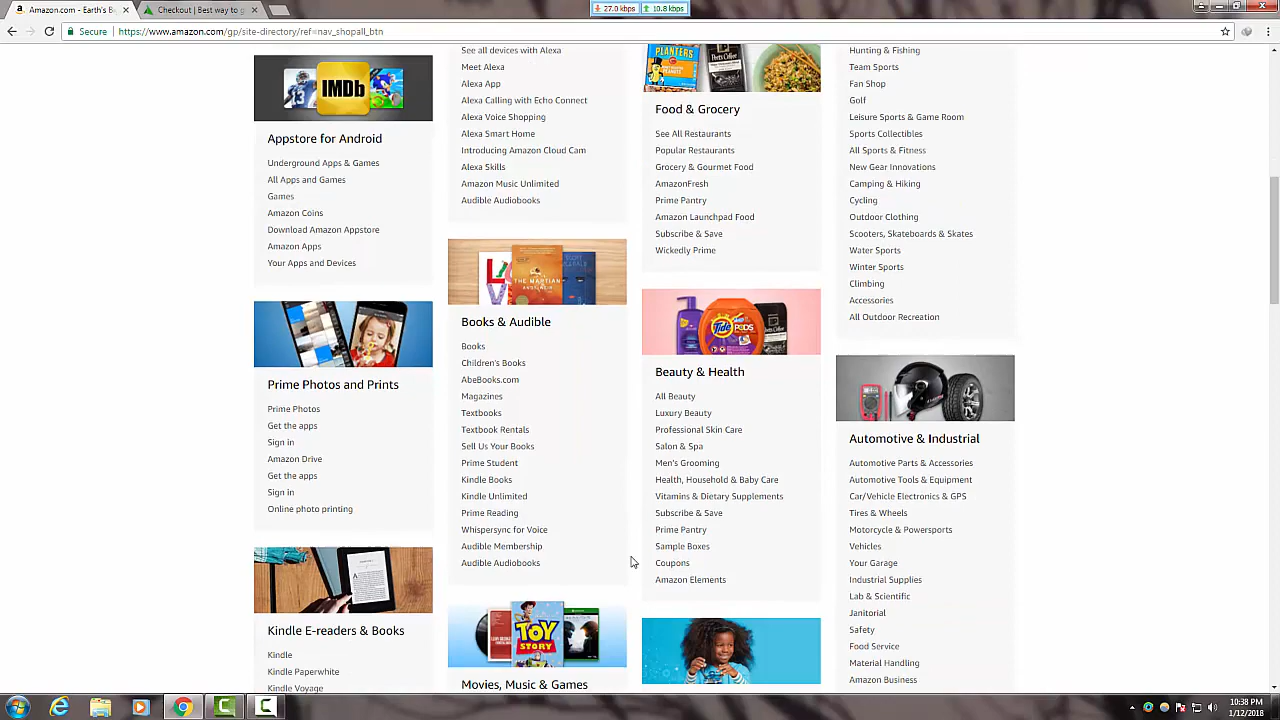 Amazon.com - Earth's Bi
Checkout | Best way to g
27.0 kbps
10.8 kbps
Secure
https://www.amazon.com/gp/site-directory/ref=nav_shopall_btn
IMDb
Appstore for Android
Underground Apps & Games
All Apps and Games
Games
Amazon Coins
Download Amazon Appstore
Amazon Apps
Your Apps and Devices
Prime Photos and Prints
Prime Photos
Get the apps
Sign in
Amazon Drive
Get the apps
Sign in
Online photo printing
Kindle E-readers & Books
Kindle
Kindle Paperwhite
Kindle Voyage
See all devices with Alexa
Meet Alexa
Alexa App
Alexa Calling with Echo Connect
Alexa Voice Shopping
Alexa Smart Home
Introducing Amazon Cloud Cam
Alexa Skills
Amazon Music Unlimited
Audible Audiobooks
THE MARTIAN
ANDY WEIR
Books & Audible
Books
Children's Books
AbeBooks.com
Magazines
Textbooks
Textbook Rentals
Sell Us Your Books
Prime Student
Kindle Books
Kindle Unlimited
Prime Reading
Whispersync for Voice
Audible Membership
Audible Audiobooks
TOY
STORY
Movies, Music & Games
PLANTERS
PEANUTS
Peet's Coffee
Food & Grocery
See All Restaurants
Popular Restaurants
Grocery & Gourmet Food
AmazonFresh
Prime Pantry
Amazon Launchpad Food
Subscribe & Save
Wickedly Prime
Tide
PODS
Beauty & Health
All Beauty
Luxury Beauty
Professional Skin Care
Salon & Spa
Men's Grooming
Health, Household & Baby Care
Vitamins & Dietary Supplements
Subscribe & Save
Prime Pantry
Sample Boxes
Coupons
Amazon Elements
Hunting & Fishing
Team Sports
Fan Shop
Golf
Leisure Sports & Game Room
Sports Collectibles
All Sports & Fitness
New Gear Innovations
Camping & Hiking
Cycling
Outdoor Clothing
Scooters, Skateboards & Skates
Water Sports
Winter Sports
Climbing
Accessories
All Outdoor Recreation
Automotive & Industrial
Automotive Parts & Accessories
Automotive Tools & Equipment
Car/Vehicle Electronics & GPS
Tires & Wheels
Motorcycle & Powersports
Vehicles
Your Garage
Industrial Supplies
Lab & Scientific
Janitorial
Safety
Food Service
Material Handling
Amazon Business
10:38 PM
1/12/2018